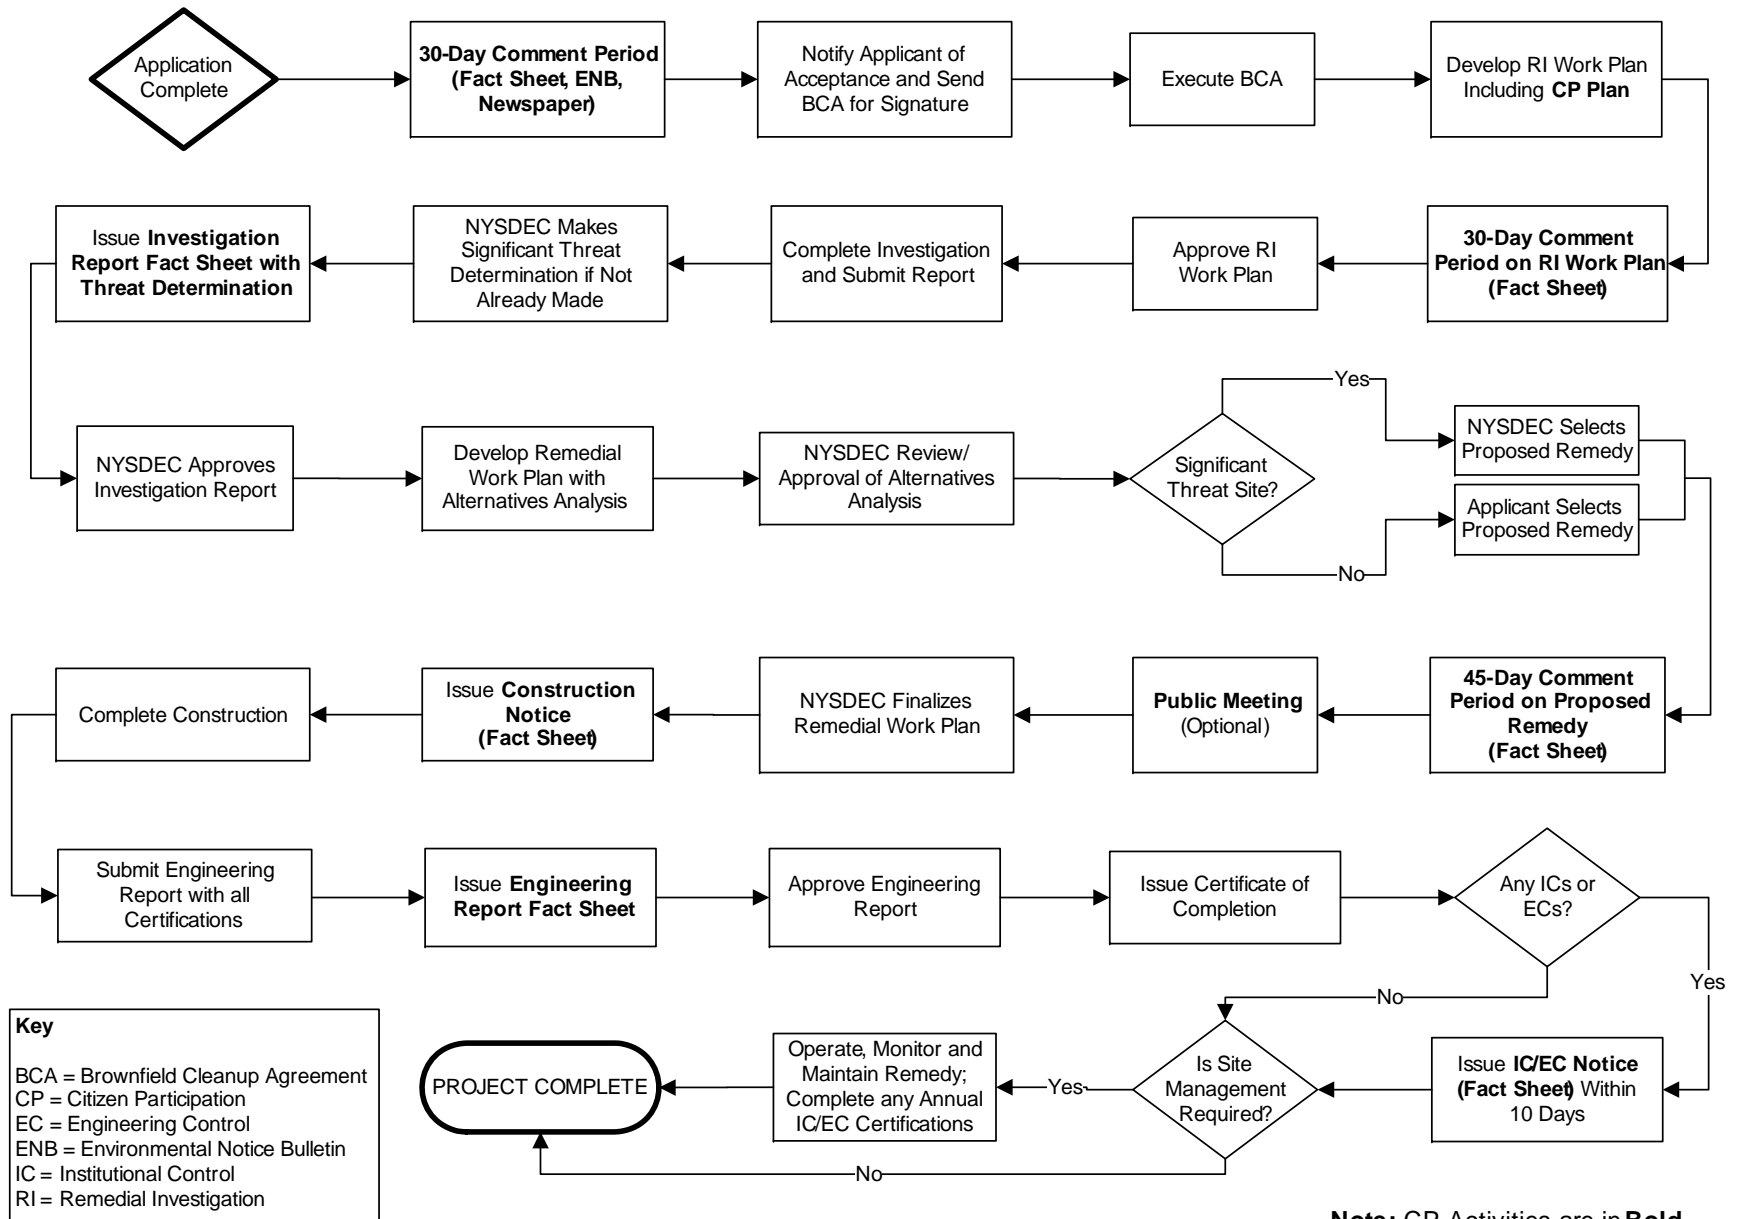 Application
Complete
30-Day Comment Period
(Fact Sheet, ENB,
Newspaper)
Notify Applicant of
Acceptance and Send
BCA for Signature
Execute BCA
Develop RI Work Plan
Including CP Plan
30-Day Comment
Period on RI Work Plan
(Fact Sheet)
Approve RI
Work Plan
Complete Investigation
and Submit Report
NYSDEC Makes
Significant Threat
Determination if Not
Already Made
Issue Investigation
Report Fact Sheet with
Threat Determination
NYSDEC Approves
Investigation Report
Develop Remedial
Work Plan with
Alternatives Analysis
NYSDEC Review/
Approval of Alternatives
Analysis
Significant
Threat Site?
Yes
NYSDEC Selects
Proposed Remedy
No
Applicant Selects
Proposed Remedy
45-Day Comment
Period on Proposed
Remedy
(Fact Sheet)
Public Meeting
(Optional)
NYSDEC Finalizes
Remedial Work Plan
Issue Construction
Notice
(Fact Sheet)
Complete Construction
Submit Engineering
Report with all
Certifications
Issue Engineering
Report Fact Sheet
Approve Engineering
Report
Issue Certificate of
Completion
Any ICs or
ECs?
Yes
No
Issue IC/EC Notice
(Fact Sheet) Within
10 Days
Is Site
Management
Required?
Yes
Operate, Monitor and
Maintain Remedy;
Complete any Annual
IC/EC Certifications
No
PROJECT COMPLETE
Key
BCA = Brownfield Cleanup Agreement
CP = Citizen Participation
EC = Engineering Control
ENB = Environmental Notice Bulletin
IC = Institutional Control
RI = Remedial Investigation
Note: CP Activities are in Bold